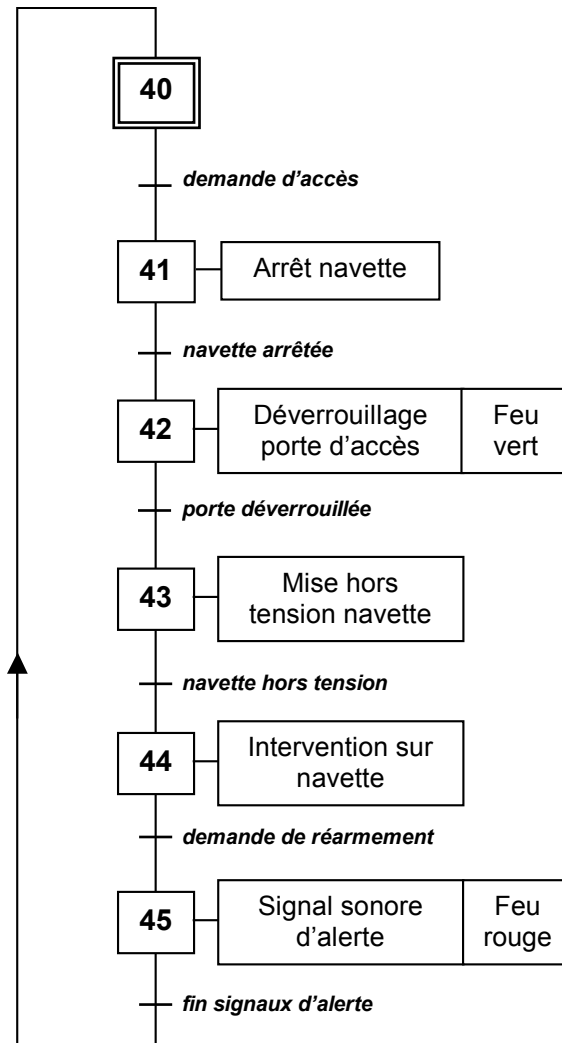 40
demande d'accès
41
Arrêt navette
navette arrêtée
42
Déverrouillage
porte d'accès
Feu
vert
porte déverrouillée
43
Mise hors
tension navette
navette hors tension
44
Intervention sur
navette
demande de réarmement
45
Signal sonore
d'alerte
Feu
rouge
fin signaux d'alerte